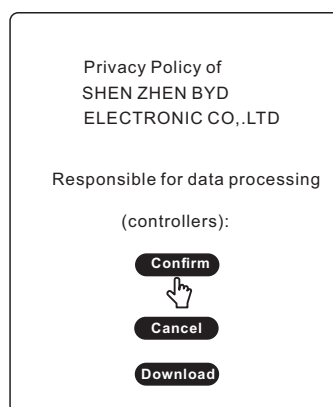 Privacy Policy of
SHEN ZHEN BYD
ELECTRONIC CO,.LTD
Responsible for data processing
(controllers):
Confirm
Cancel
Download